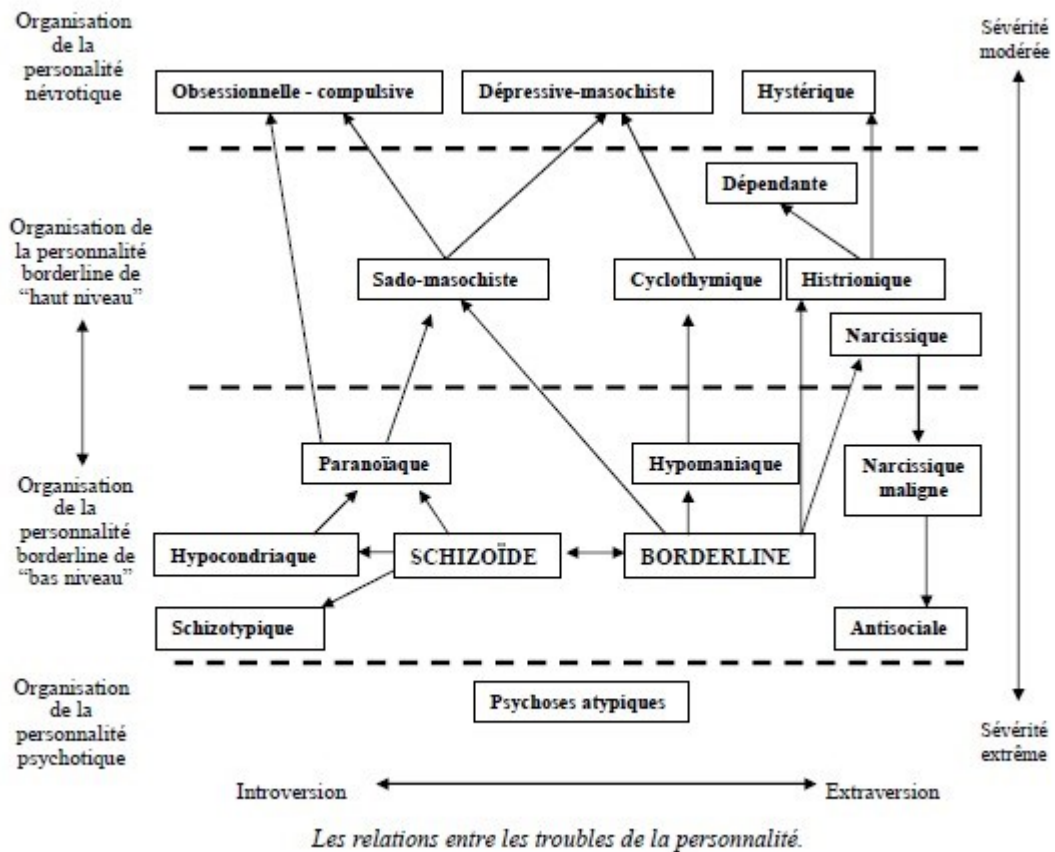 Organisation
de la
personalité
névrotique
Sévérité
modérée
Obsessionnelle - compulsive
Dépressive-masochiste
Hystérique
Dépendante
Organisation de
la personnalité
borderline de
“haut niveau”
Sado-masochiste
Cyclothymique
Histrionique
Narcissique
Paranoïaque
Hypomaniaque
Narcissique
maligne
Organisation
de la
personnalité
borderline de
“bas niveau”
Hypocondriaque
SCHIZOÏDE
BORDERLINE
Schizotypique
Antisociale
Organisation
de la
personnalité
psychotique
Psychoses atypiques
Sévérité
extrême
Introversion
Extraversion
Les relations entre les troubles de la personnalité.